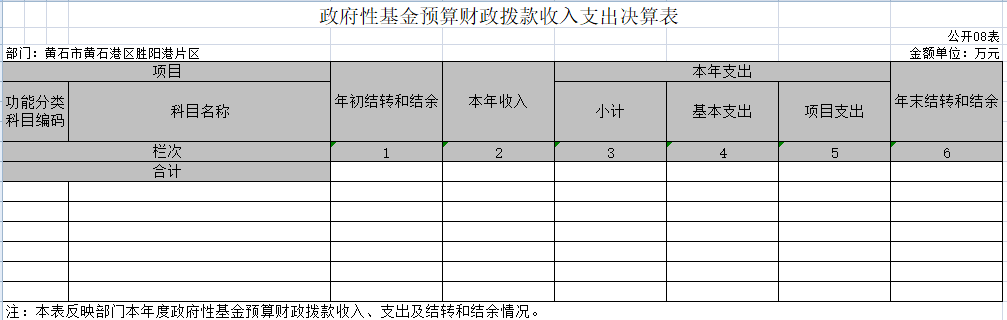 政府性基金预算财政拨款收入支出决算表
公开08表
部门：黄石市黄石港区胜阳港片区
金额单位：万元
项目
本年支出
功能分类
科目编码
科目名称
年初结转和结余
本年收入
小计
基本支出
项目支出
年末结转和结余
栏次
1
2
3
4
5
6
合计
注：本表反映部门本年度政府性基金预算财政拨款收入、支出及结转和结余情况。